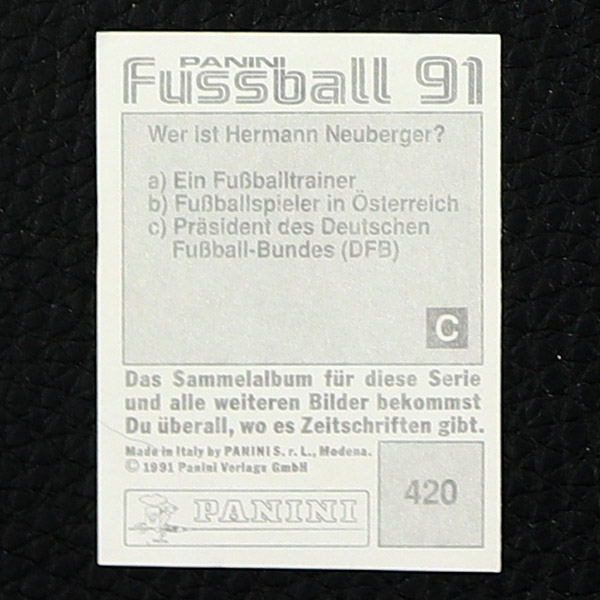 PANINI
Fussball 91
Wer ist Hermann Neuberger?
a) Ein Fußballtrainer
b) Fußballspieler in Österreich
c) Präsident des Deutschen
Fußball-Bundes (DFB)
C
Das Sammelalbum für diese Serie
und alle weiteren Bilder bekommst
Du überall, wo es Zeitschriften gibt.
Made in Italy by PANINI S. r. L., Modena.
© 1991 Panini Verlags GmbH
PANINI
420